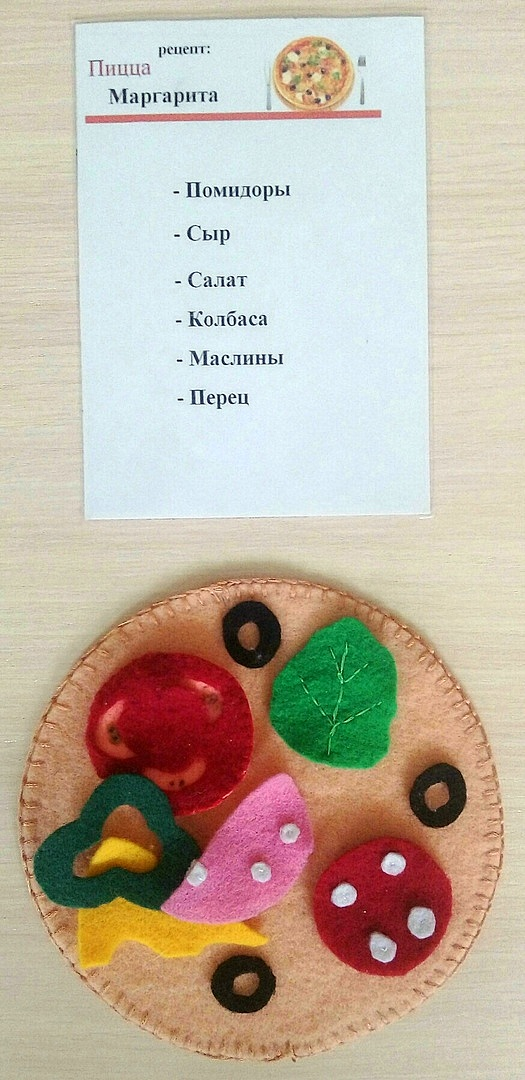 рецепт:
Пицца
Маргарита
- Помидоры
- Сыр
- Салат
- Колбаса
- Маслины
- Перец